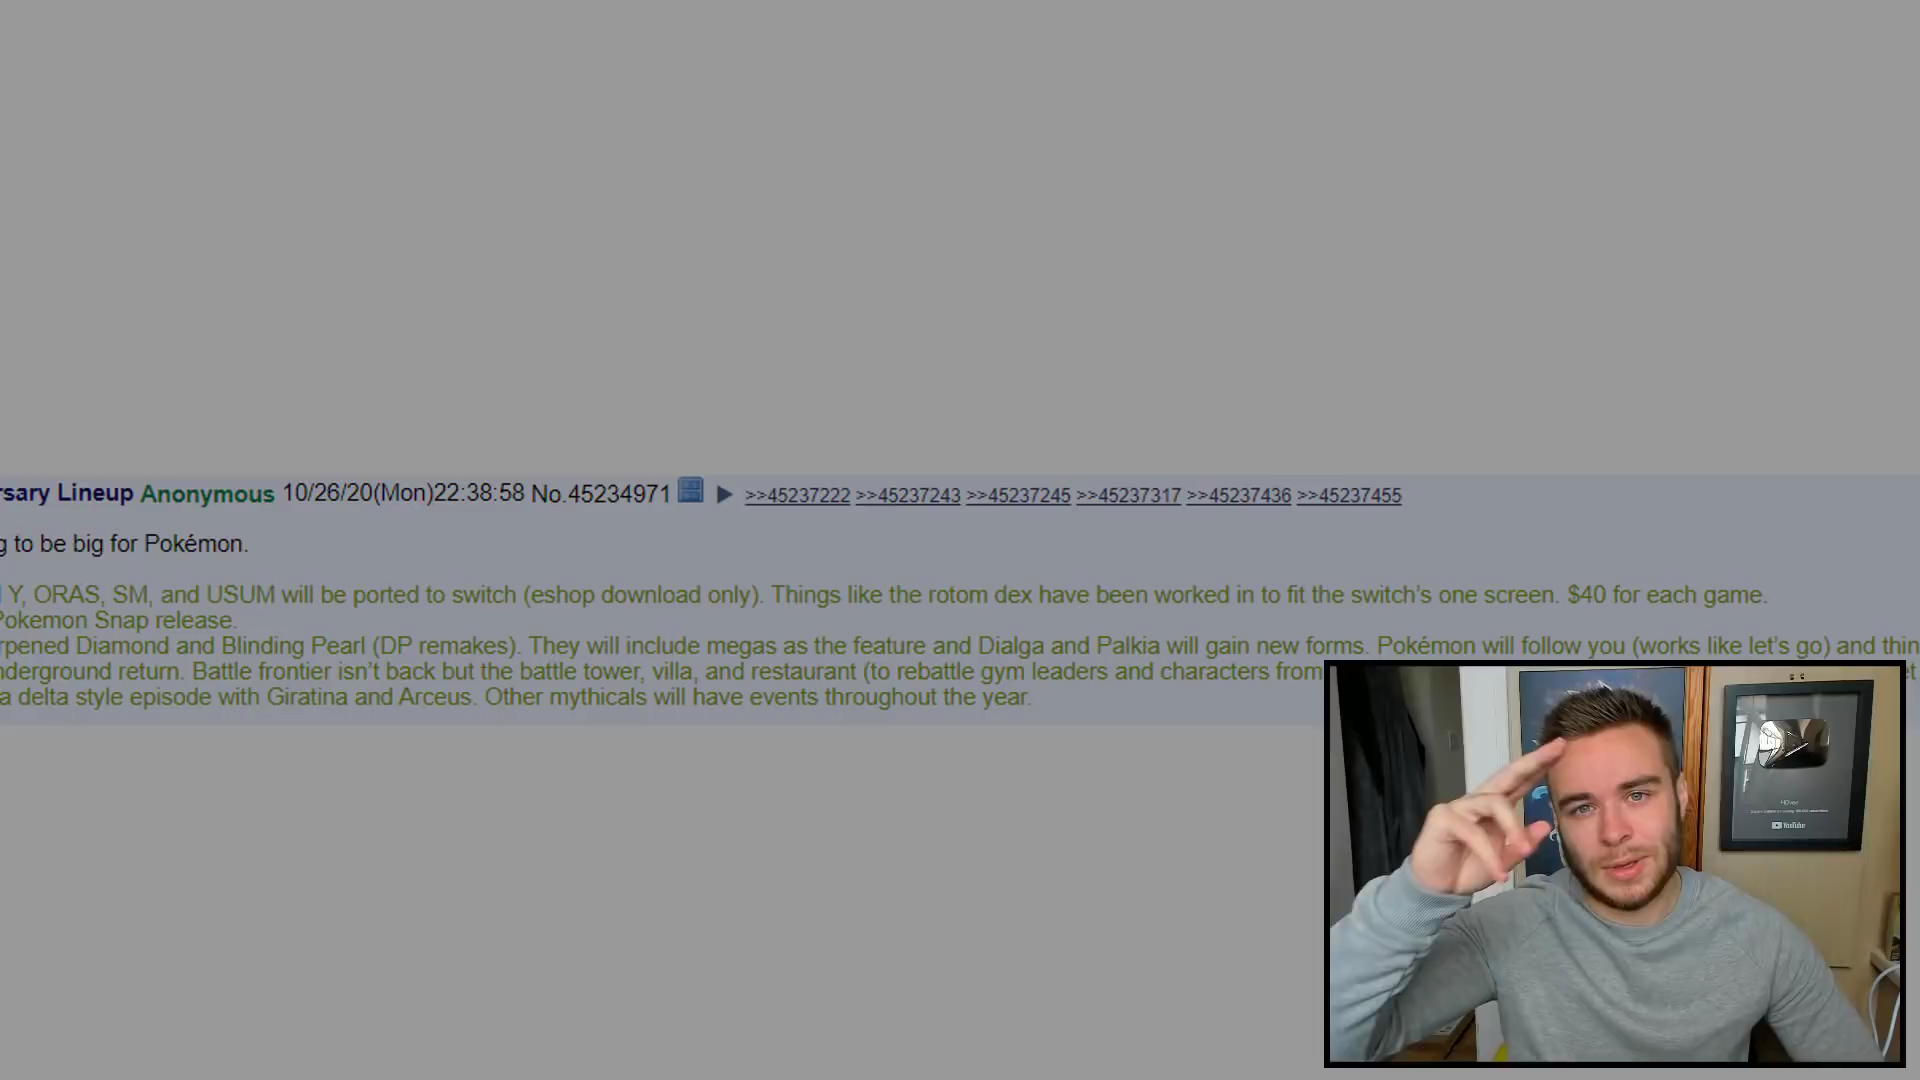 rsary Lineup Anonymous 10/26/20(Mon)22:38:58 No.45234971 >>45237222 >>45237243 >>45237245 >>45237317 >>45237436 >>45237455
g to be big for Pokémon.
Y, ORAS, SM, and USUM will be ported to switch (eshop download only). Things like the rotom dex have been worked in to fit the switch's one screen. $40 for each game.
Pokemon Snap release.
rpened Diamond and Blinding Pearl (DP remakes). They will include megas as the feature and Dialga and Palkia will gain new forms. Pokémon will follow you (works like let's go) and thin
nderground return. Battle frontier isn't back but the battle tower, villa, and restaurant (to rebattle gym leaders and characters from
a delta style episode with Giratina and Arceus. Other mythicals will have events throughout the year.
YouTube